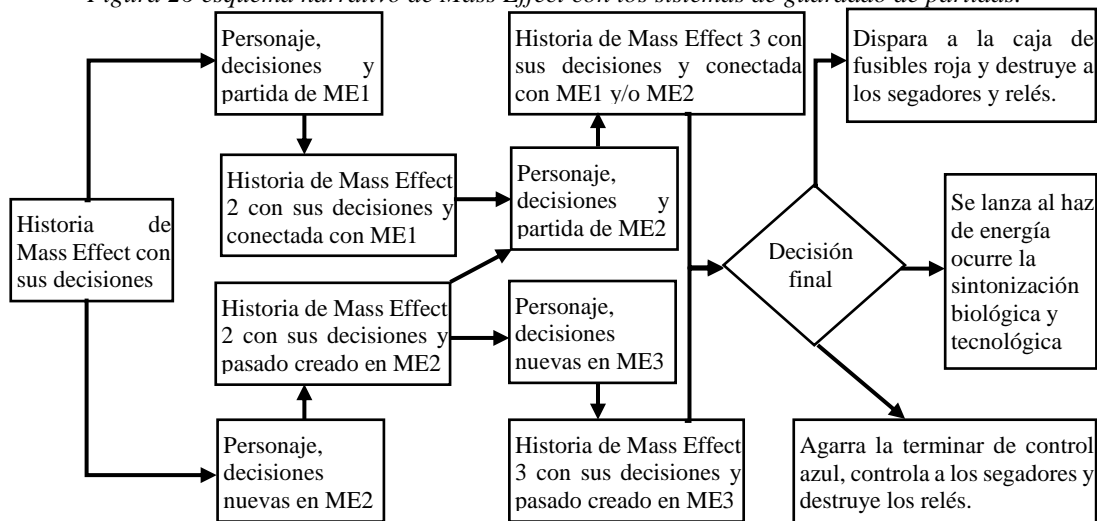 Figura 28 esquema narrativo de Mass Effect con los sistemas de guardado de partidas.
Personaje,
decisiones y
partida de ME1
Historia de Mass Effect 3 con
sus decisiones y conectada
con ME1 y/o ME2
Dispara a la caja de
fusibles roja y destruye a
los segadores y relés.
Historia de Mass Effect
2 con sus decisiones y
conectada con ME1
Personaje,
decisiones y
partida de ME2
Historia de
Mass Effect con
sus decisiones
Decisión
final
Se lanza al haz
de energía
ocurre la
sintonización
biológica y
tecnológica
Historia de Mass Effect
2 con sus decisiones y
pasado creado en ME2
Personaje,
decisiones
nuevas en ME3
Personaje,
decisiones
nuevas en ME2
Historia de Mass Effect
3 con sus decisiones y
pasado creado en ME3
Agarra la terminar de control
azul, controla a los segadores y
destruye los relés.